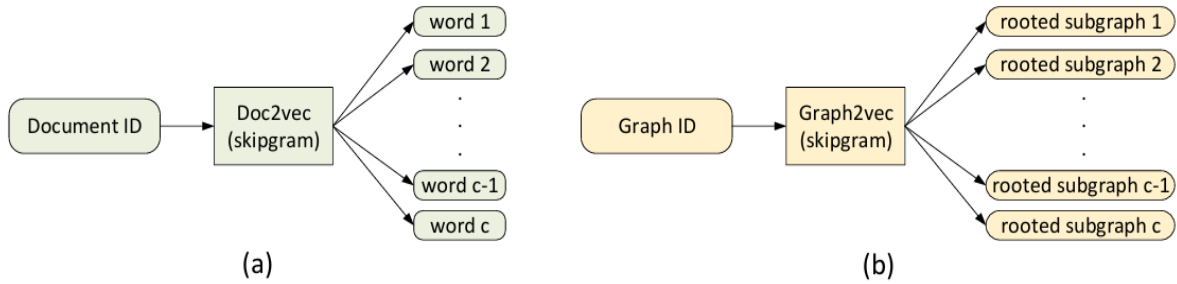 Document ID
Doc2vec
(skipgram)
word 1
word 2
.
.
.
word c-1
word c
(a)
Graph ID
Graph2vec
(skipgram)
rooted subgraph 1
rooted subgraph 2
.
.
.
rooted subgraph c-1
rooted subgraph c
(b)